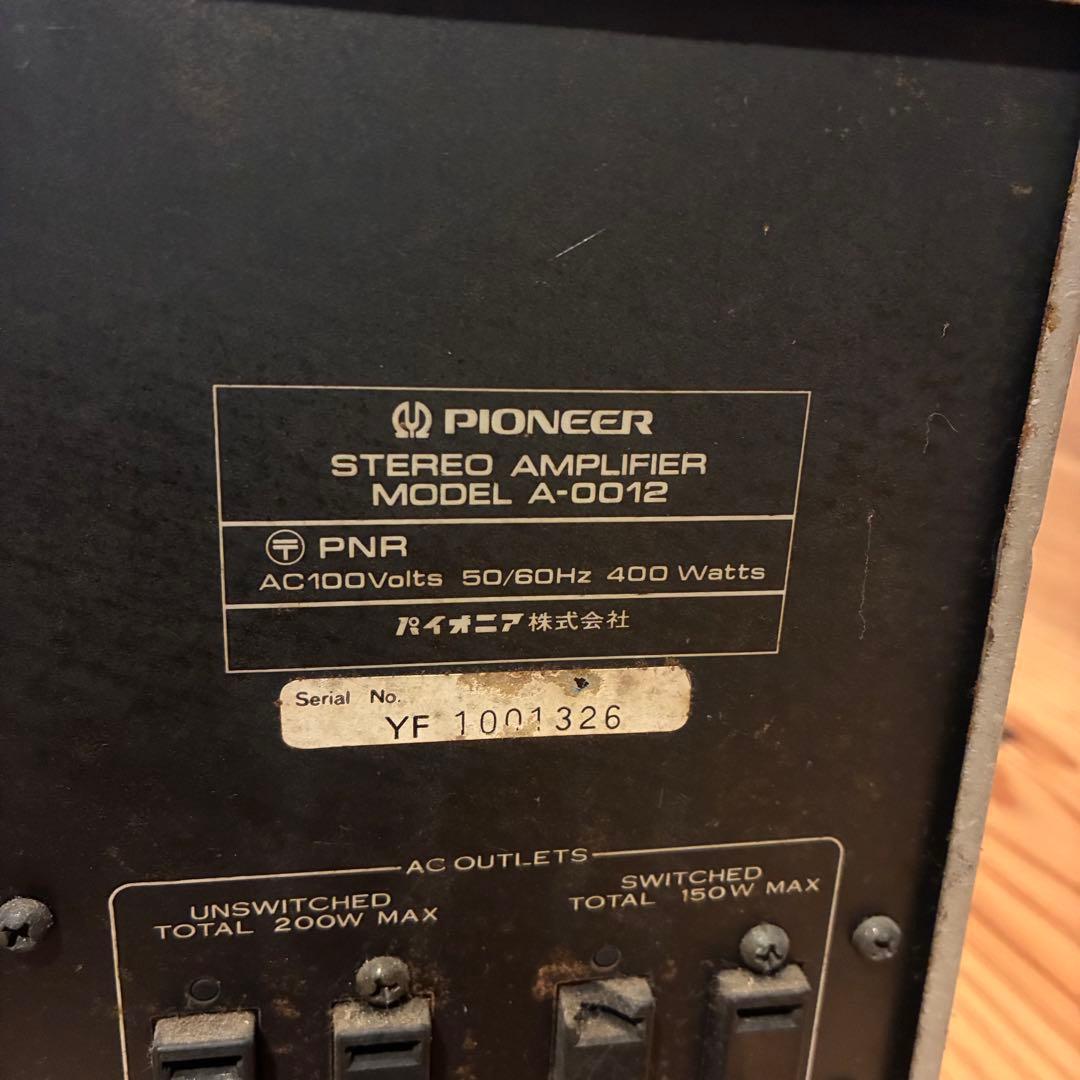 PIONEER
STEREO AMPLIFIER
MODEL A-0012
〒 PNR
AC100Volts 50/60Hz 400 Watts
パイオニア株式会社
Serial No.
YF 1001326
AC OUTLETS
UNSWITCHED
TOTAL 200W MAX
SWITCHED
TOTAL 150W MAX